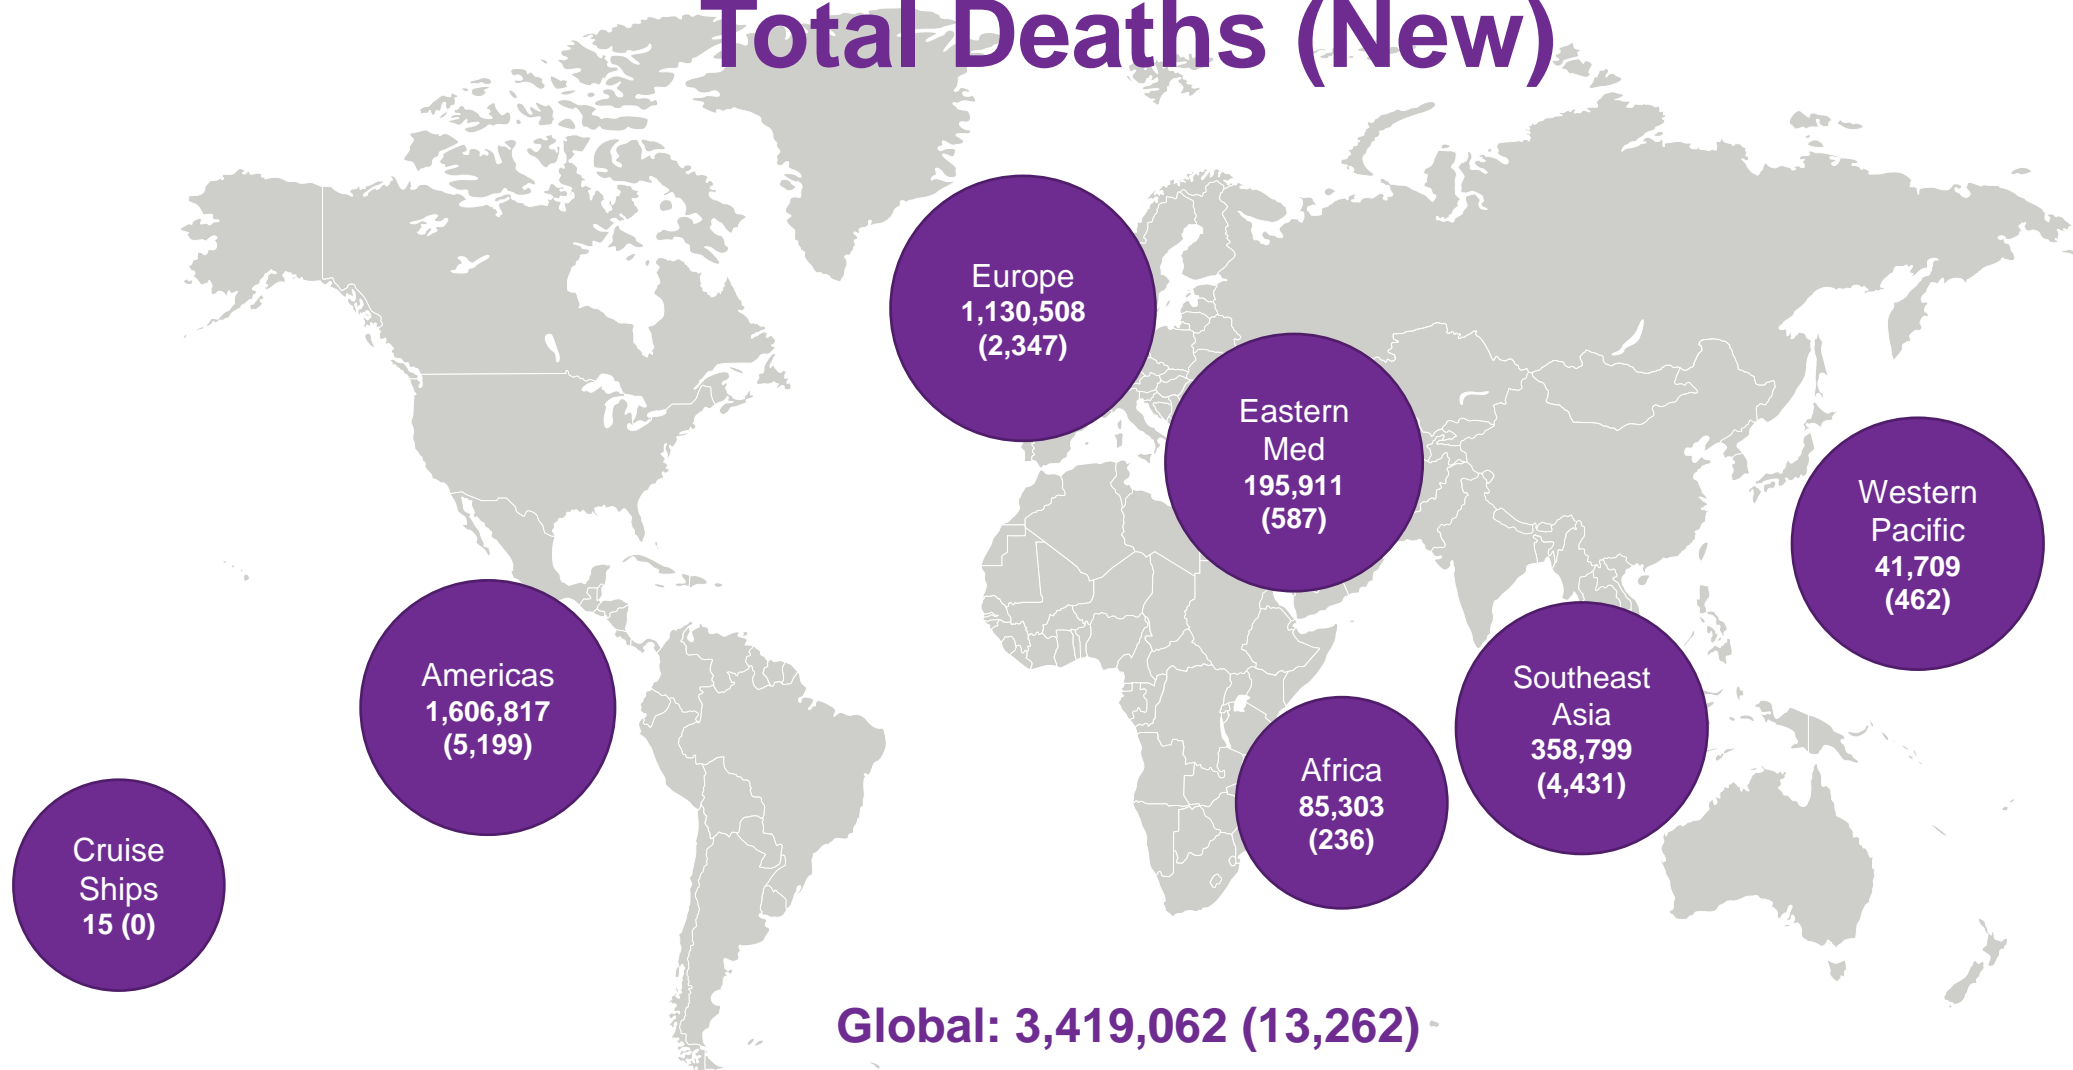 Total Deaths (New)
Europe
1,130,508
(2,347)
Eastern
Med
195,911
(587)
Western
Pacific
41,709
(462)
Americas
1,606,817
(5,199)
Southeast
Asia
358,799
(4,431)
Africa
85,303
(236)
Cruise
Ships
15 (0)
Global: 3,419,062 (13,262)